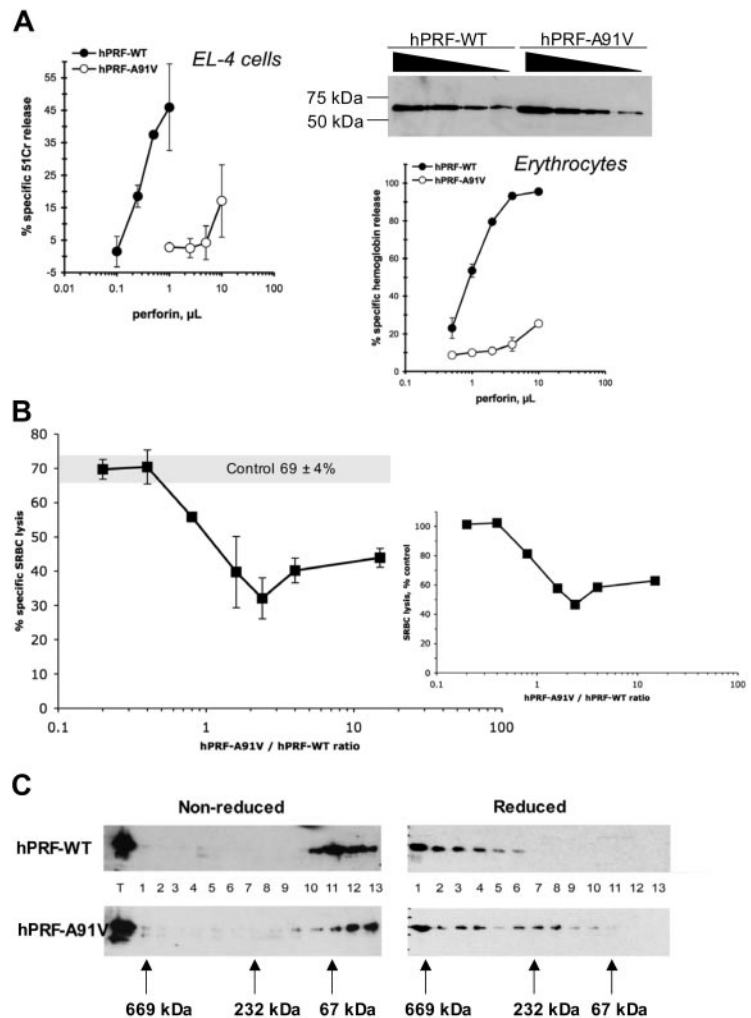 A
hPRF-WT
hPRF-A91V
EL-4 cells
% specific 51Cr release
55
45
35
25
15
5
-5
0.01 0.1 1 10 100
perforin, µL
hPRF-WT hPRF-A91V
75 kDa
50 kDa
hPRF-WT
hPRF-A91V
Erythrocytes
% specific hemoglobin release
100
80
60
40
20
0
0.1 1 10 100
perforin, µL
B
% specific SRBC lysis
80
70
60
50
40
30
20
10
0
Control 69 ± 4%
0.1 1 10 100
hPRF-A91V / hPRF-WT ratio
SRBC lysis, % control
100
80
60
40
20
0
0.1 1 10 100
hPRF-A91V / hPRF-WT ratio
C
Non-reduced Reduced
hPRF-WT
T 1 2 3 4 5 6 7 8 9 10 11 12 13 1 2 3 4 5 6 7 8 9 10 11 12 13
hPRF-A91V
669 kDa 232 kDa 67 kDa 669 kDa 232 kDa 67 kDa